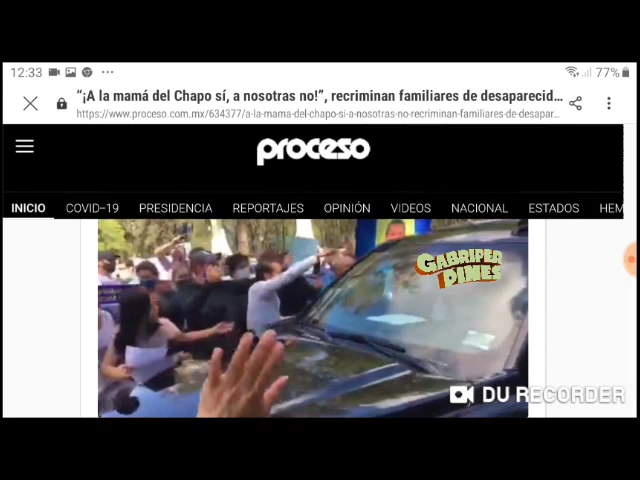 12:33
77%
“¡A la mamá del Chapo sí, a nosotras no!”, recriminan familiares de desaparecid...
https://www.proceso.com.mx/634377/a-la-mama-del-chapo-si-a-nosotras-no-recriminan-familiares-de-desapar...
proceso
INICIO COVID–19 PRESIDENCIA REPORTAJES OPINIÓN VIDEOS NACIONAL ESTADOS HEM
GABRIPER
DINES
DU RECORDER